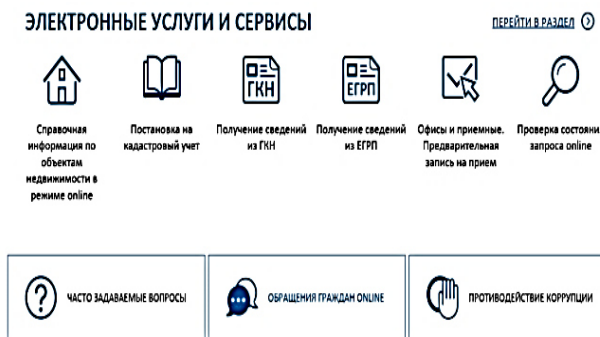 ЭЛЕКТРОННЫЕ УСЛУГИ И СЕРВИСЫ
ПЕРЕЙТИ В РАЗДЕЛ
ГКН
ЕГРП
Справочная
информация по
объектам
недвижимости в
режиме online
Постановка на
кадастровый учет
Получение сведений
из ГКН
Получение сведений
из ЕГРП
Офисы и приемные.
Предварительная
запись на прием
Проверка состояни
запроса online
?
ЧАСТО ЗАДАВАЕМЫЕ ВОПРОСЫ
ОБРАЩЕНИЯ ГРАЖДАН ONLINE
ПРОТИВОДЕЙСТВИЕ КОРРУПЦИИ